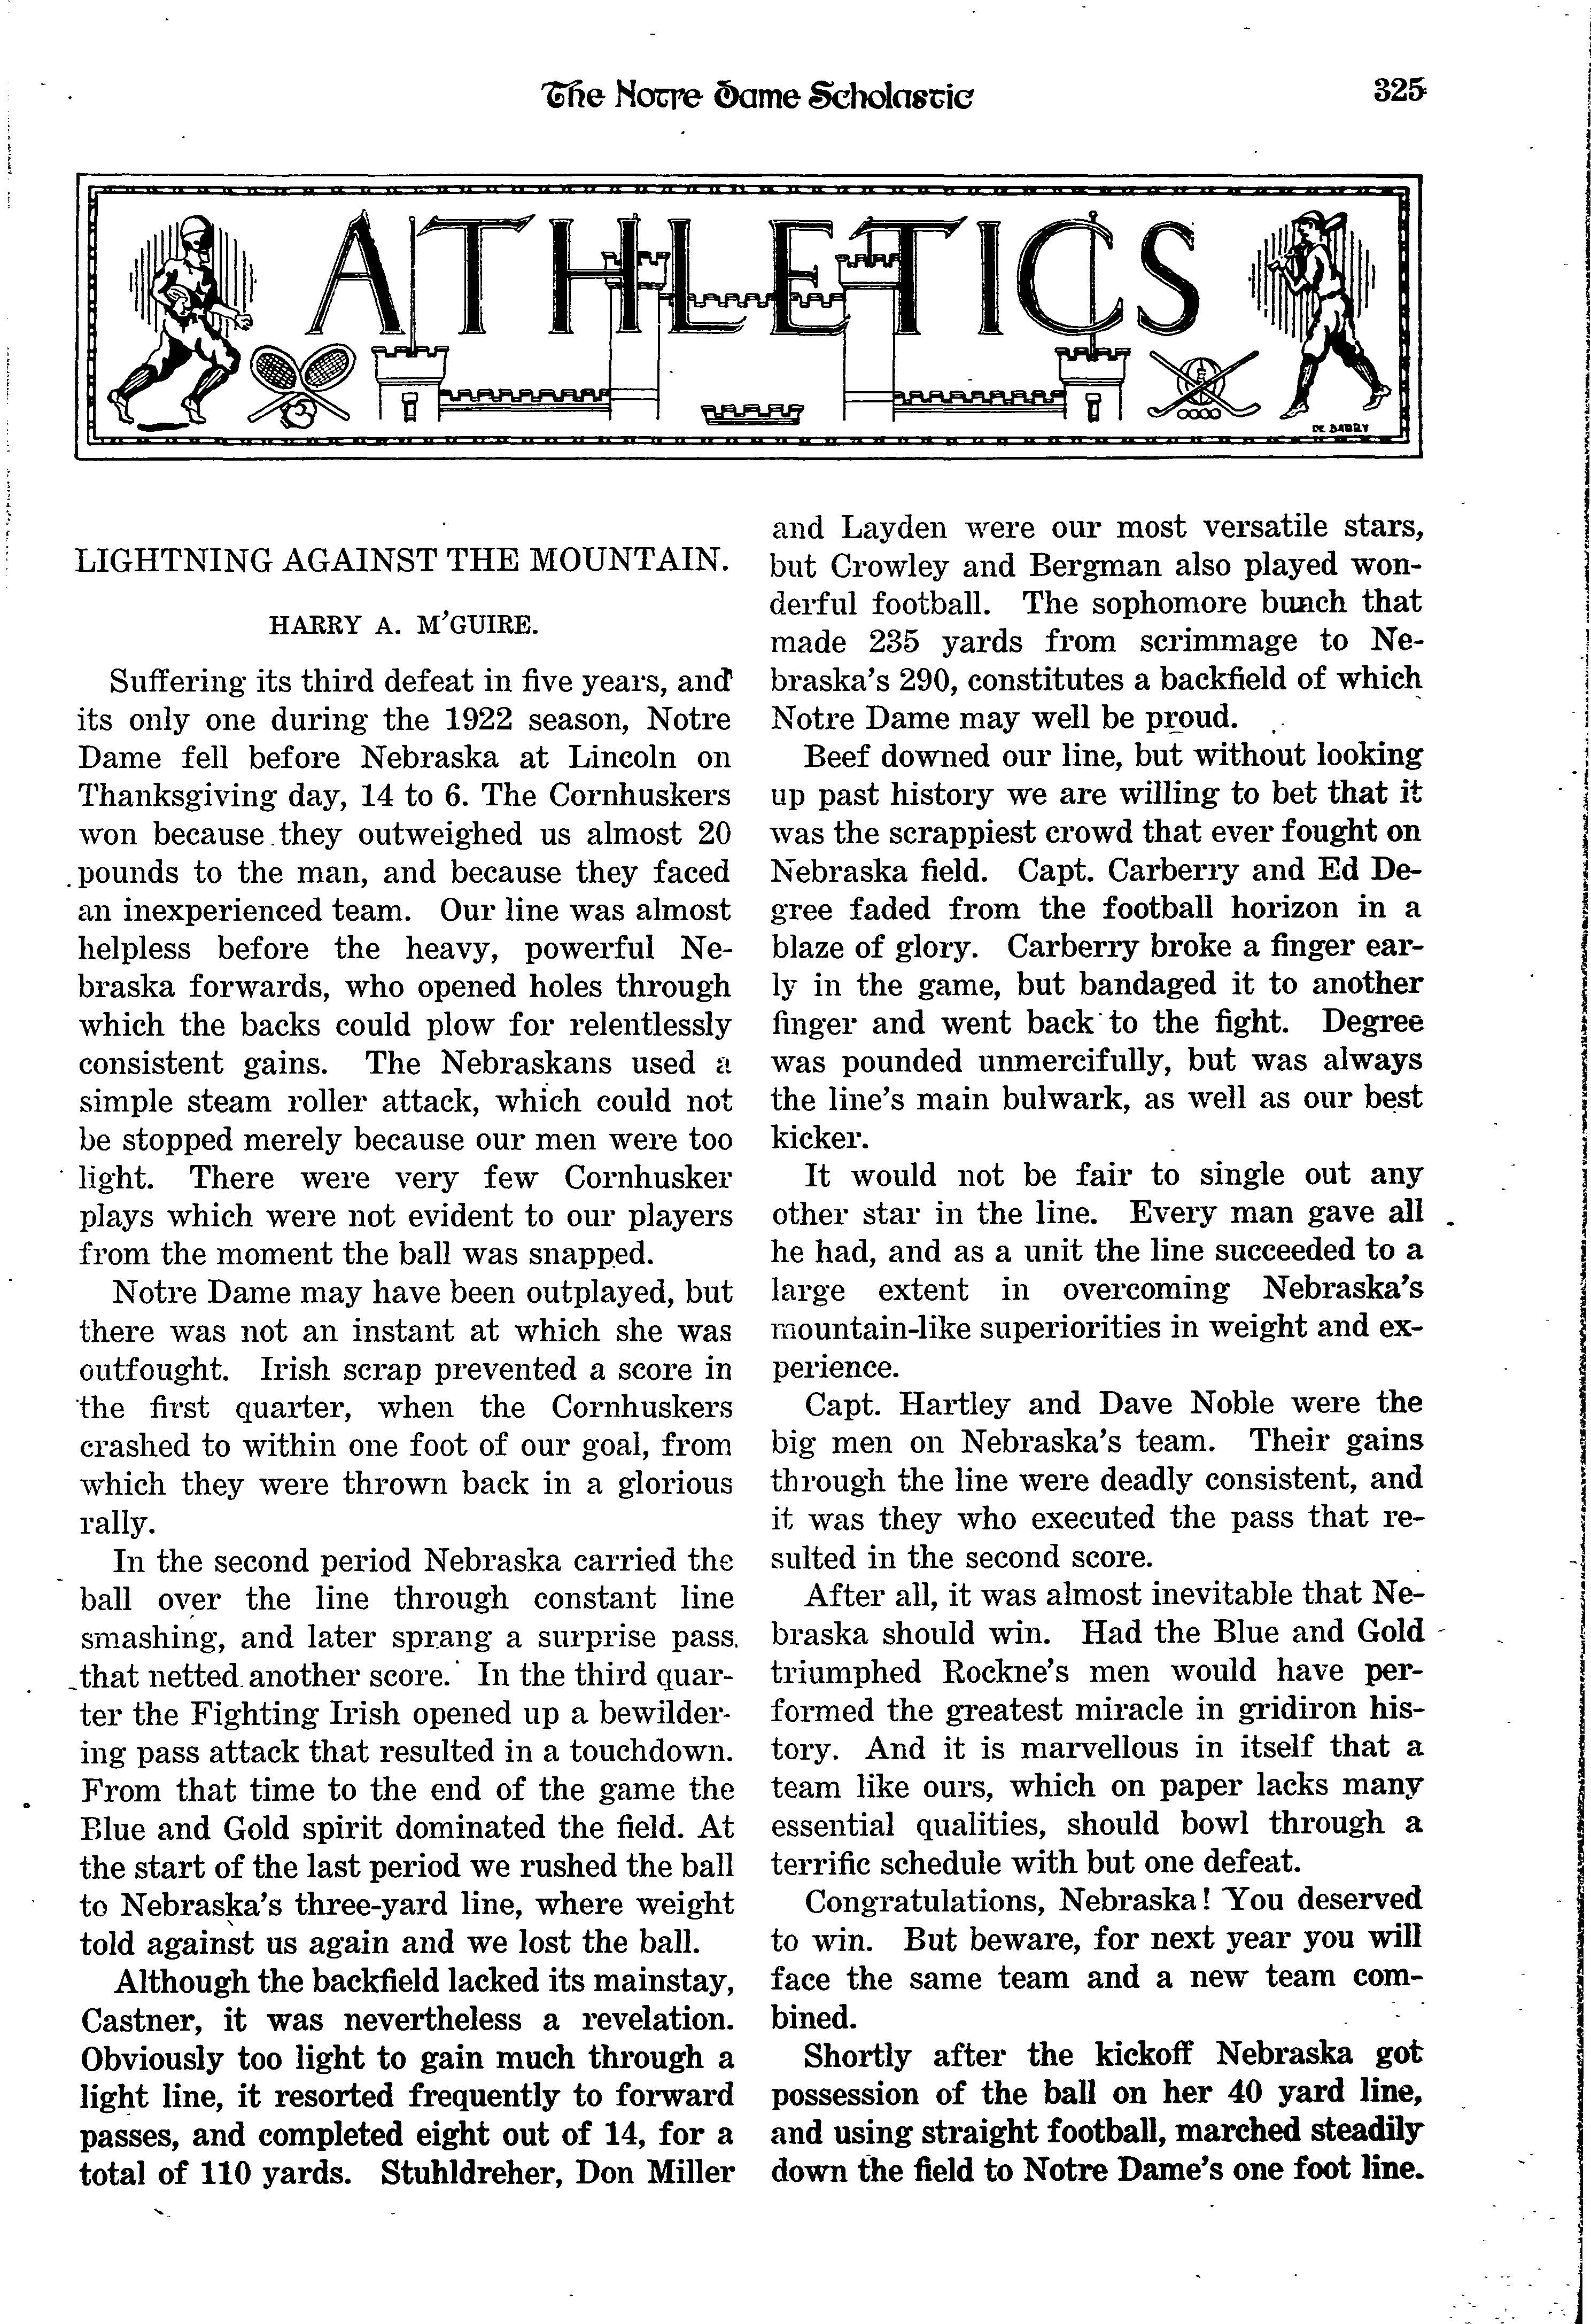 The Notre Dame Scholastic
325
ATHLETICS
DE BARRY
LIGHTNING AGAINST THE MOUNTAIN.
HARRY A. M'GUIRE.
Suffering its third defeat in five years, and
its only one during the 1922 season, Notre
Dame fell before Nebraska at Lincoln on
Thanksgiving day, 14 to 6. The Cornhuskers
won because they outweighed us almost 20
pounds to the man, and because they faced
an inexperienced team. Our line was almost
helpless before the heavy, powerful Ne-
braska forwards, who opened holes through
which the backs could plow for relentlessly
consistent gains. The Nebraskans used a
simple steam roller attack, which could not
be stopped merely because our men were too
light. There were very few Cornhusker
plays which were not evident to our players
from the moment the ball was snapped.
Notre Dame may have been outplayed, but
there was not an instant at which she was
outfought. Irish scrap prevented a score in
the first quarter, when the Cornhuskers
crashed to within one foot of our goal, from
which they were thrown back in a glorious
rally.
In the second period Nebraska carried the
ball over the line through constant line
smashing, and later sprang a surprise pass
that netted another score. In the third quar-
ter the Fighting Irish opened up a bewilder-
ing pass attack that resulted in a touchdown.
From that time to the end of the game the
Blue and Gold spirit dominated the field. At
the start of the last period we rushed the ball
to Nebraska's three-yard line, where weight
told against us again and we lost the ball.
Although the backfield lacked its mainstay,
Castner, it was nevertheless a revelation.
Obviously too light to gain much through a
light line, it resorted frequently to forward
passes, and completed eight out of 14, for a
total of 110 yards. Stuhldreher, Don Miller
and Layden were our most versatile stars,
but Crowley and Bergman also played won-
derful football. The sophomore bunch that
made 235 yards from scrimmage to Ne-
braska's 290, constitutes a backfield of which
Notre Dame may well be proud.
Beef downed our line, but without looking
up past history we are willing to bet that it
was the scrappiest crowd that ever fought on
Nebraska field. Capt. Carberry and Ed De-
gree faded from the football horizon in a
blaze of glory. Carberry broke a finger ear-
ly in the game, but bandaged it to another
finger and went back to the fight. Degree
was pounded unmercifully, but was always
the line's main bulwark, as well as our best
kicker.
It would not be fair to single out any
other star in the line. Every man gave all
he had, and as a unit the line succeeded to a
large extent in overcoming Nebraska's
mountain-like superiorities in weight and ex-
perience.
Capt. Hartley and Dave Noble were the
big men on Nebraska's team. Their gains
through the line were deadly consistent, and
it was they who executed the pass that re-
sulted in the second score.
After all, it was almost inevitable that Ne-
braska should win. Had the Blue and Gold
triumphed Rockne's men would have per-
formed the greatest miracle in gridiron his-
tory. And it is marvellous in itself that a
team like ours, which on paper lacks many
essential qualities, should bowl through a
terrific schedule with but one defeat.
Congratulations, Nebraska! You deserved
to win. But beware, for next year you will
face the same team and a new team com-
bined.
Shortly after the kickoff Nebraska got
possession of the ball on her 40 yard line,
and using straight football, marched steadily
down the field to Notre Dame's one foot line.